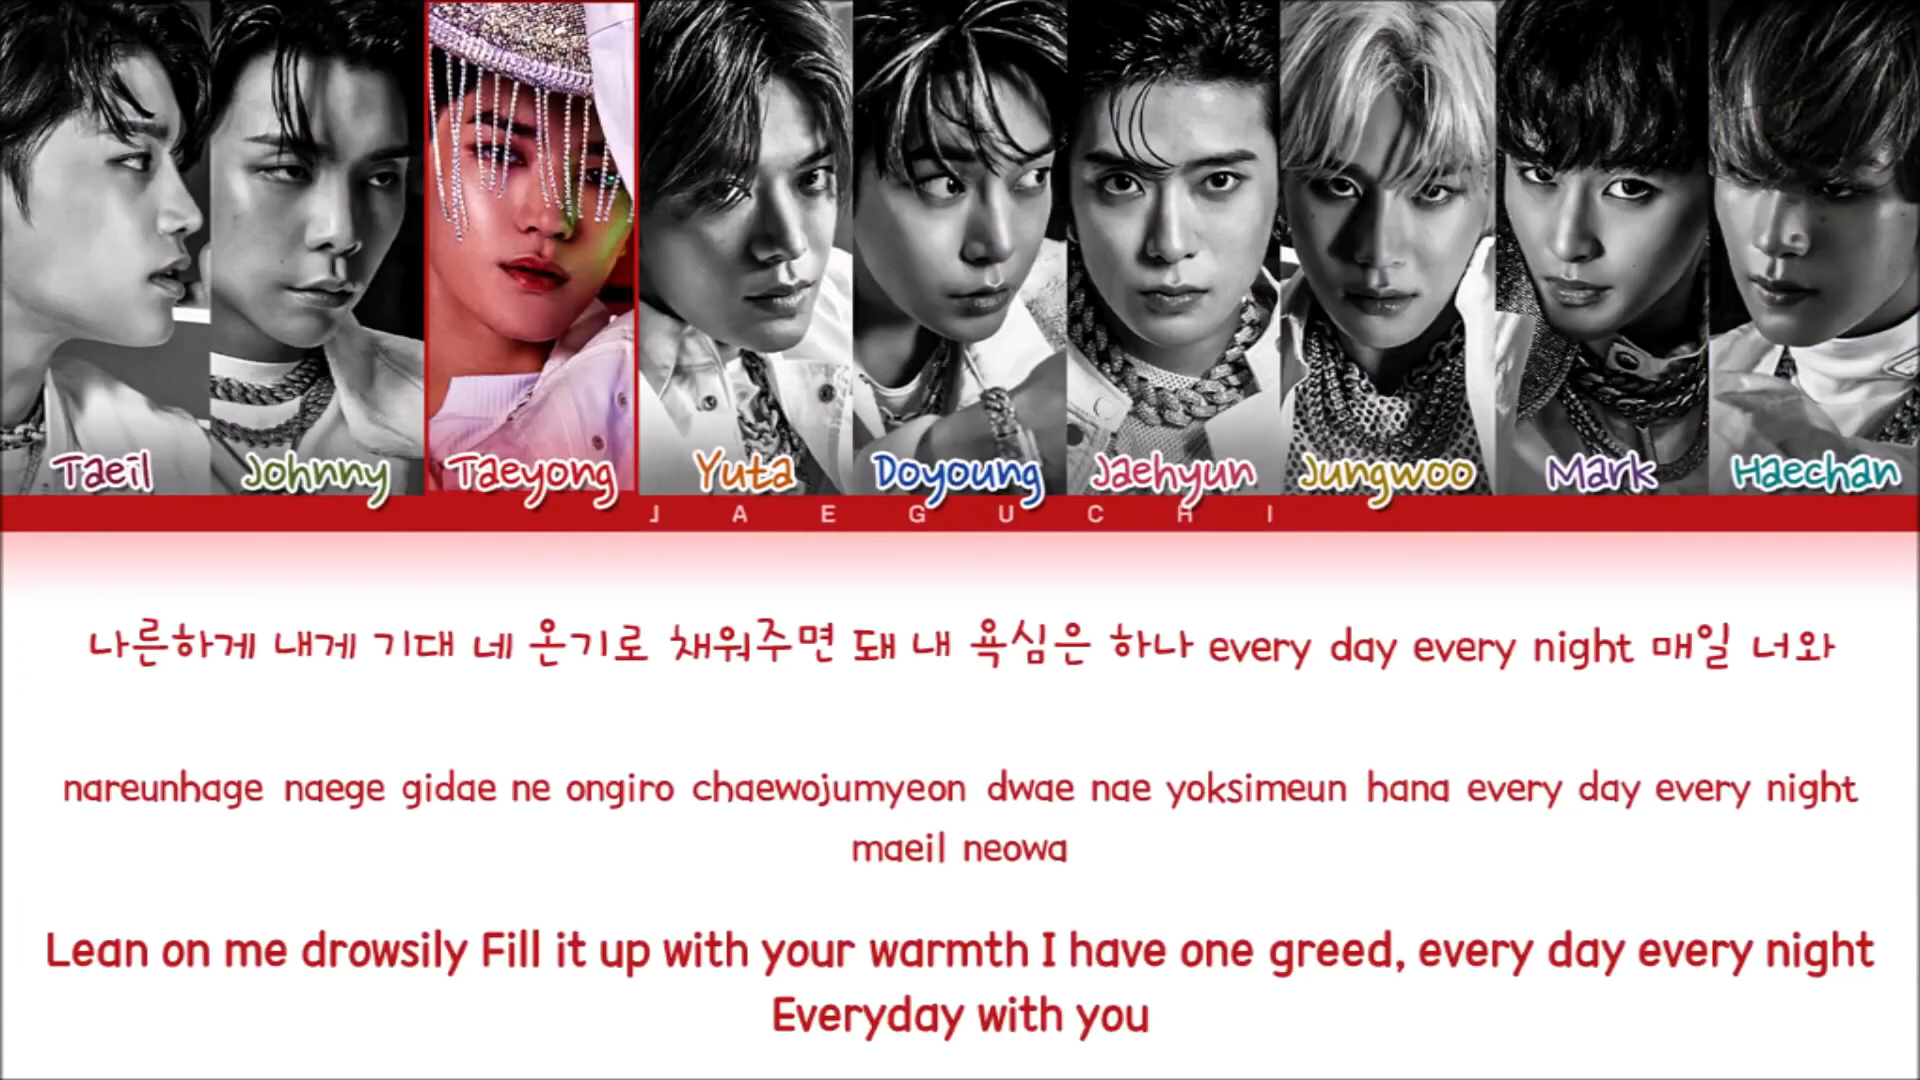 Taeil Johnny Taeyong Yuta Doyoung Jaehyun Jungwoo Mark Haechan
JAEGUCHI
나른하게 내게 기대 네 온기로 채워주면 돼 내 욕심은 하나 every day every night 매일 너와
nareunhage naege gidae ne ongiro chaewojumyeon dwae nae yoksimeun hana every day every night
maeil neowa
Lean on me drowsily Fill it up with your warmth I have one greed, every day every night
Everyday with you